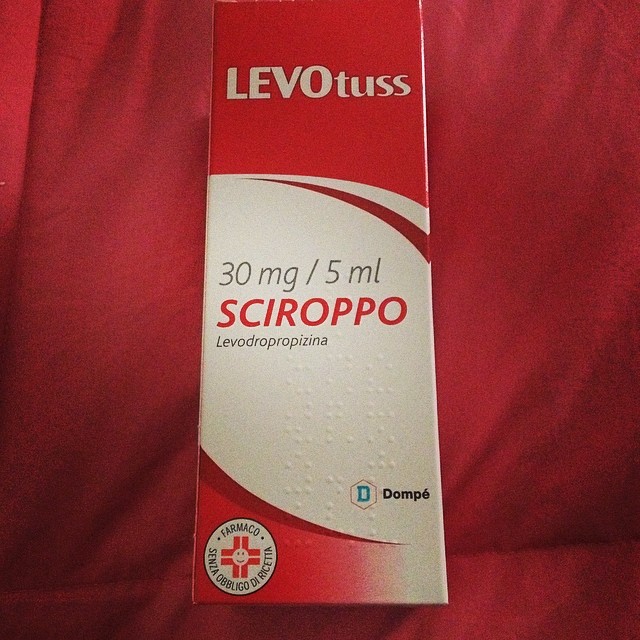 LEVOtuss
30 mg / 5 ml
SCIROPPO
Levodropropizina
Dompé
FARMACO
SENZA OBBLIGO DI RICETTA